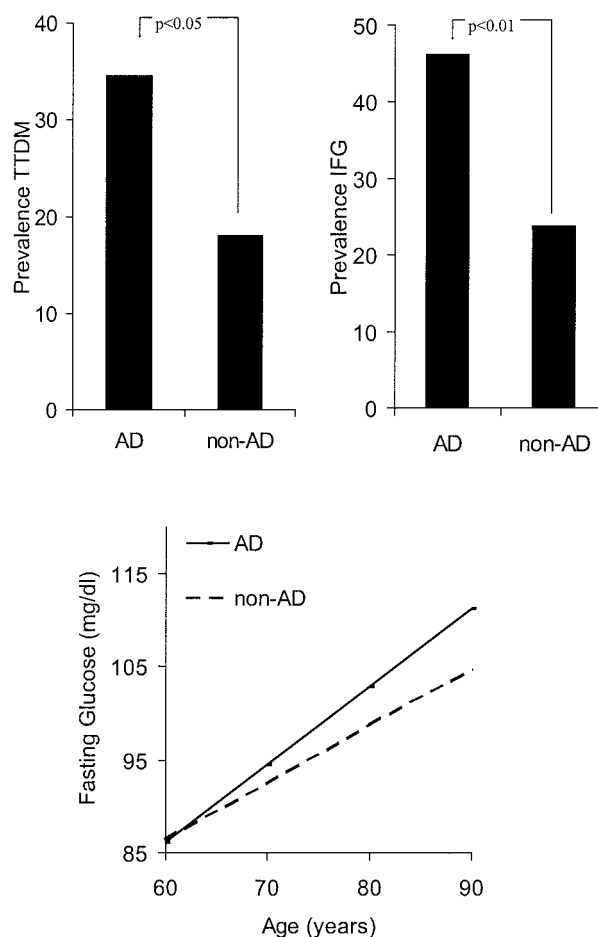 p<0.05
40
30
20
10
0
Prevalence TTDM
AD
non-AD
p<0.01
50
40
30
20
10
0
Prevalence IFG
AD
non-AD
AD
non-AD
115
105
95
85
Fasting Glucose (mg/dl)
60
70
80
90
Age (years)